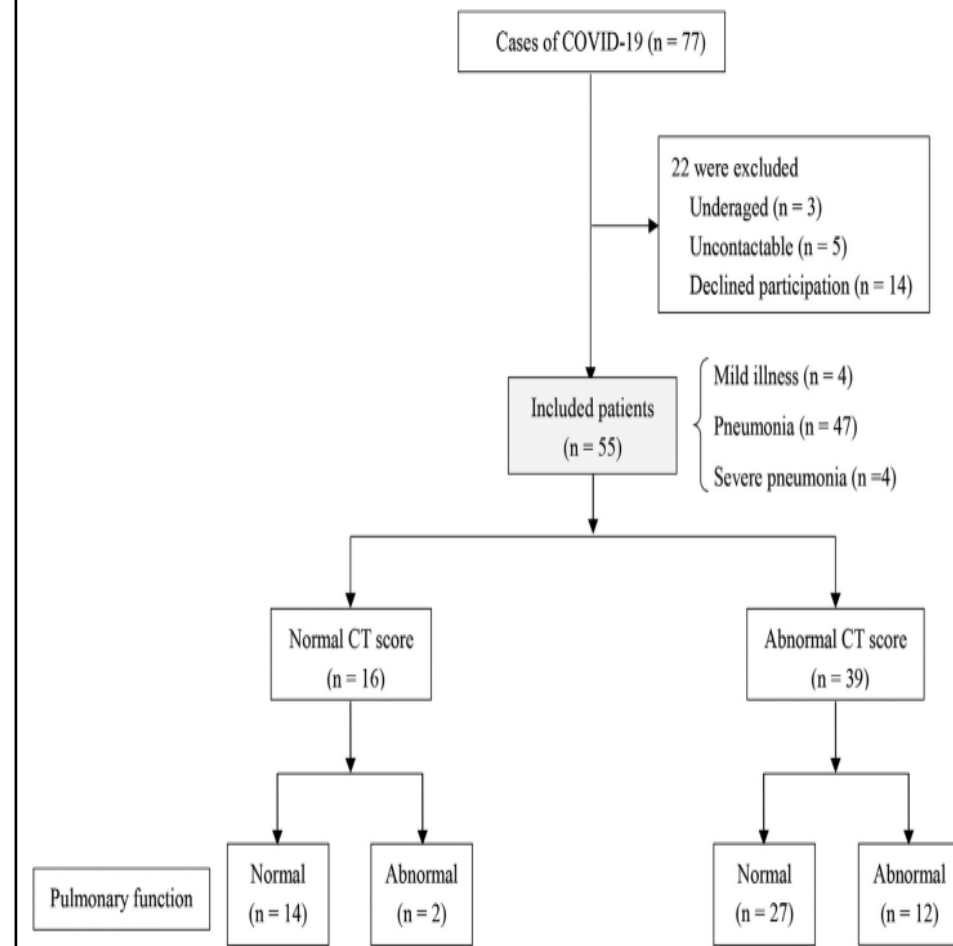 Cases of COVID-19 (n = 77)
22 were excluded
Underaged (n = 3)
Uncontactable (n = 5)
Declined participation (n = 14)
Included patients
(n = 55)
Mild illness (n = 4)
Pneumonia (n = 47)
Severe pneumonia (n =4)
Normal CT score
(n = 16)
Abnormal CT score
(n = 39)
Pulmonary function
Normal
(n = 14)
Abnormal
(n = 2)
Normal
(n = 27)
Abnormal
(n = 12)